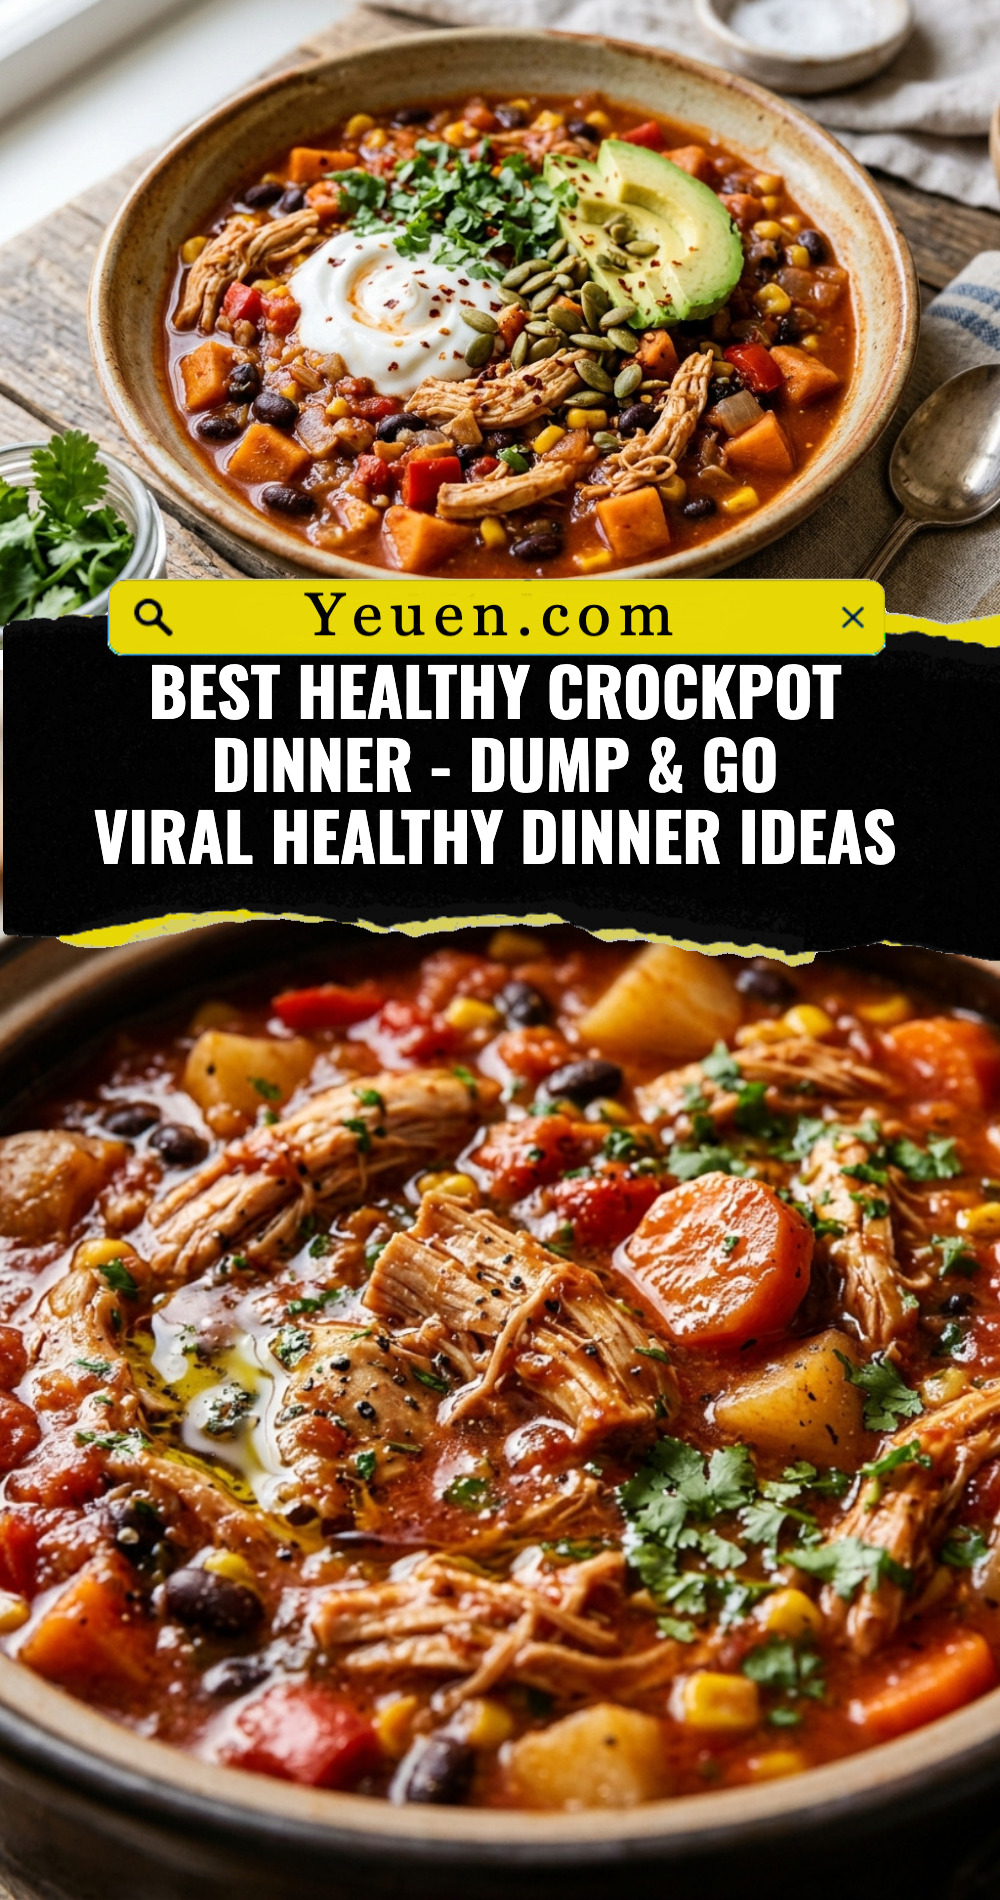 Yeuen.com
BEST HEALTHY CROCKPOT
DINNER - DUMP & GO
VIRAL HEALTHY DINNER IDEAS